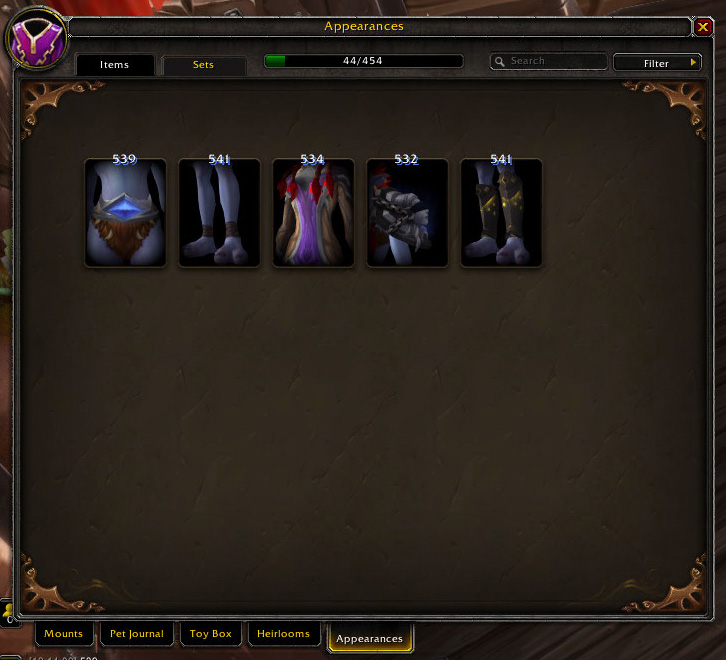 Appearances
Items
Sets
44/454
Search
Filter
539
541
534
532
541
Mounts
Pet Journal
Toy Box
Heirlooms
Appearances